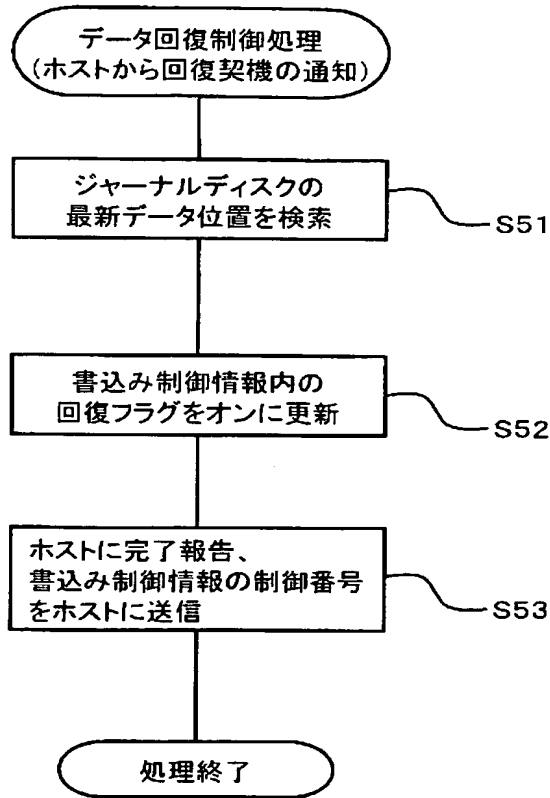 データ回復制御処理
(ホストから回復契機の通知)
ジャーナルディスクの
最新データ位置を検索
S51
書込み制御情報内の
回復フラグをオンに更新
S52
ホストに完了報告、
書込み制御情報の制御番号
をホストに送信
S53
処理終了